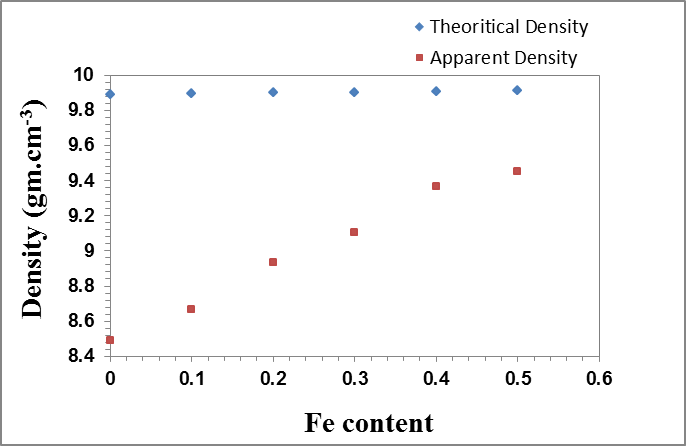 Theoritical Density
Apparent Density
10
9.8
9.6
9.4
9.2
9
8.8
8.6
8.4
Density (gm.cm-3)
0 0.1 0.2 0.3 0.4 0.5 0.6
Fe content